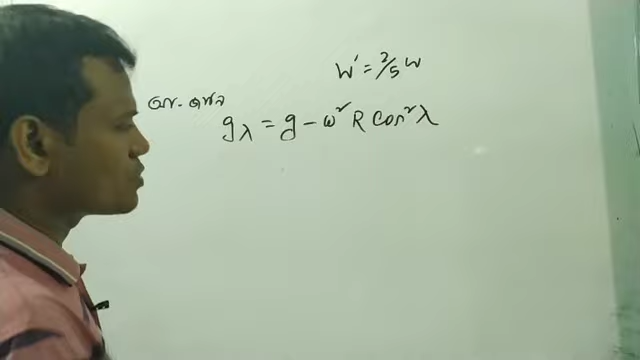 W' = 2/5 W
gλ = g - ω² R cos² λ